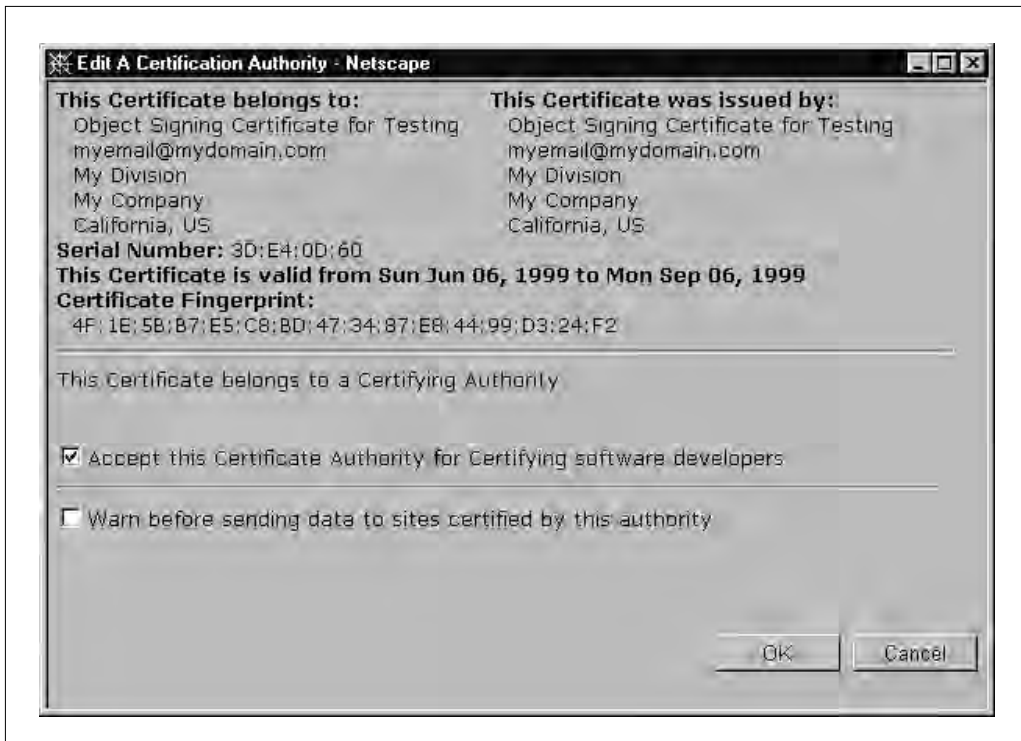 Edit A Certification Authority - Netscape
This Certificate belongs to:
Object Signing Certificate for Testing
myemail@mydomain.com
My Division
My Company
California, US
This Certificate was issued by:
Object Signing Certificate for Testing
myemail@mydomain.com
My Division
My Company
California, US
Serial Number: 3D:E4:0D:60
This Certificate is valid from Sun Jun 06, 1999 to Mon Sep 06, 1999
Certificate Fingerprint:
4F:1E:5B:B7:E5:C8:BD:47:34:87:E8:44:99:D3:24:F2
This Certificate belongs to a Certifying Authority
Accept this Certificate Authority for Certifying software developers
Warn before sending data to sites certified by this authority
OK
Cancel